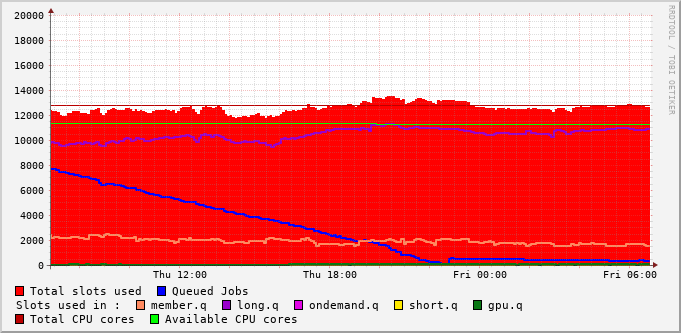 20000
18000
16000
14000
12000
10000
8000
6000
4000
2000
0
Thu 12:00 Thu 18:00 Fri 00:00 Fri 06:00
RRDTOOL / TOBI OETIKER
Total slots used Queued Jobs
Slots used in : member.q long.q ondemand.q short.q gpu.q
Total CPU cores Available CPU cores